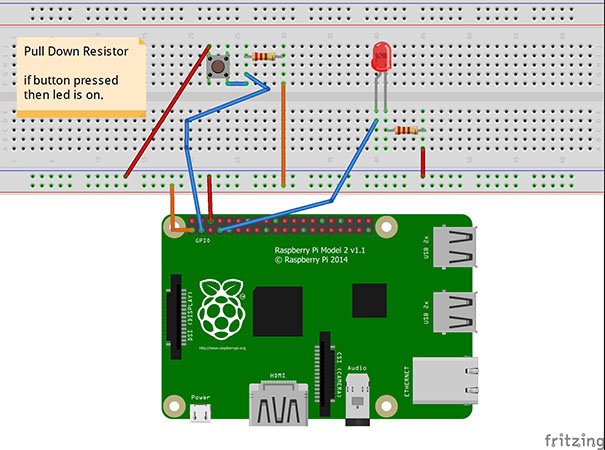 Pull Down Resistor
if button pressed
then led is on.
GPIO
Raspberry Pi Model 2 v1.1
© Raspberry Pi 2014
USB 2x
DSI (DISPLAY)
http://www.raspberrypi.org
USB 2x
CSI (CAMERA)
HDMI
Audio
ETHERNET
Power
fritzing